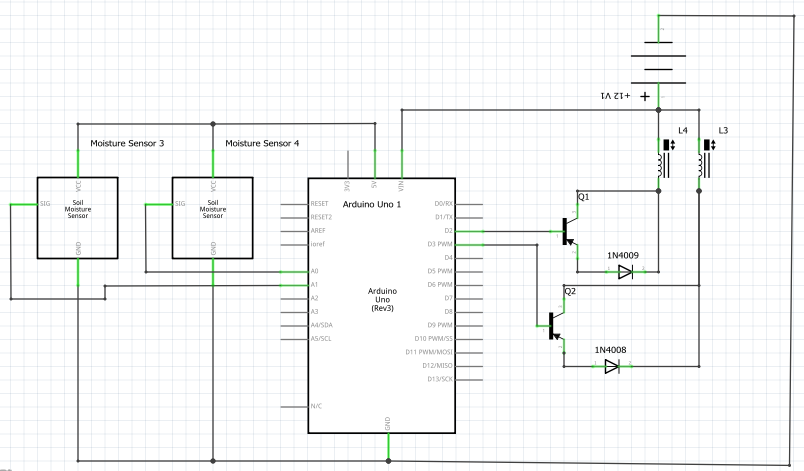 +12 V1
L4
L3
Moisture Sensor 3
Moisture Sensor 4
VCC
SIG
Soil
Moisture
Sensor
GND
VCC
SIG
Soil
Moisture
Sensor
GND
3V3
5V
VIN
Arduino Uno 1
RESET
RESET2
AREF
ioref
A0
A1
A2
A3
A4/SDA
A5/SCL
N/C
Arduino
Uno
(Rev3)
D0/RX
D1/TX
D2
D3 PWM
D4
D5 PWM
D6 PWM
D7
D8
D9 PWM
D10 PWM/SS
D11 PWM/MOSI
D12/MISO
D13/SCK
GND
Q1
1N4009
Q2
1N4008